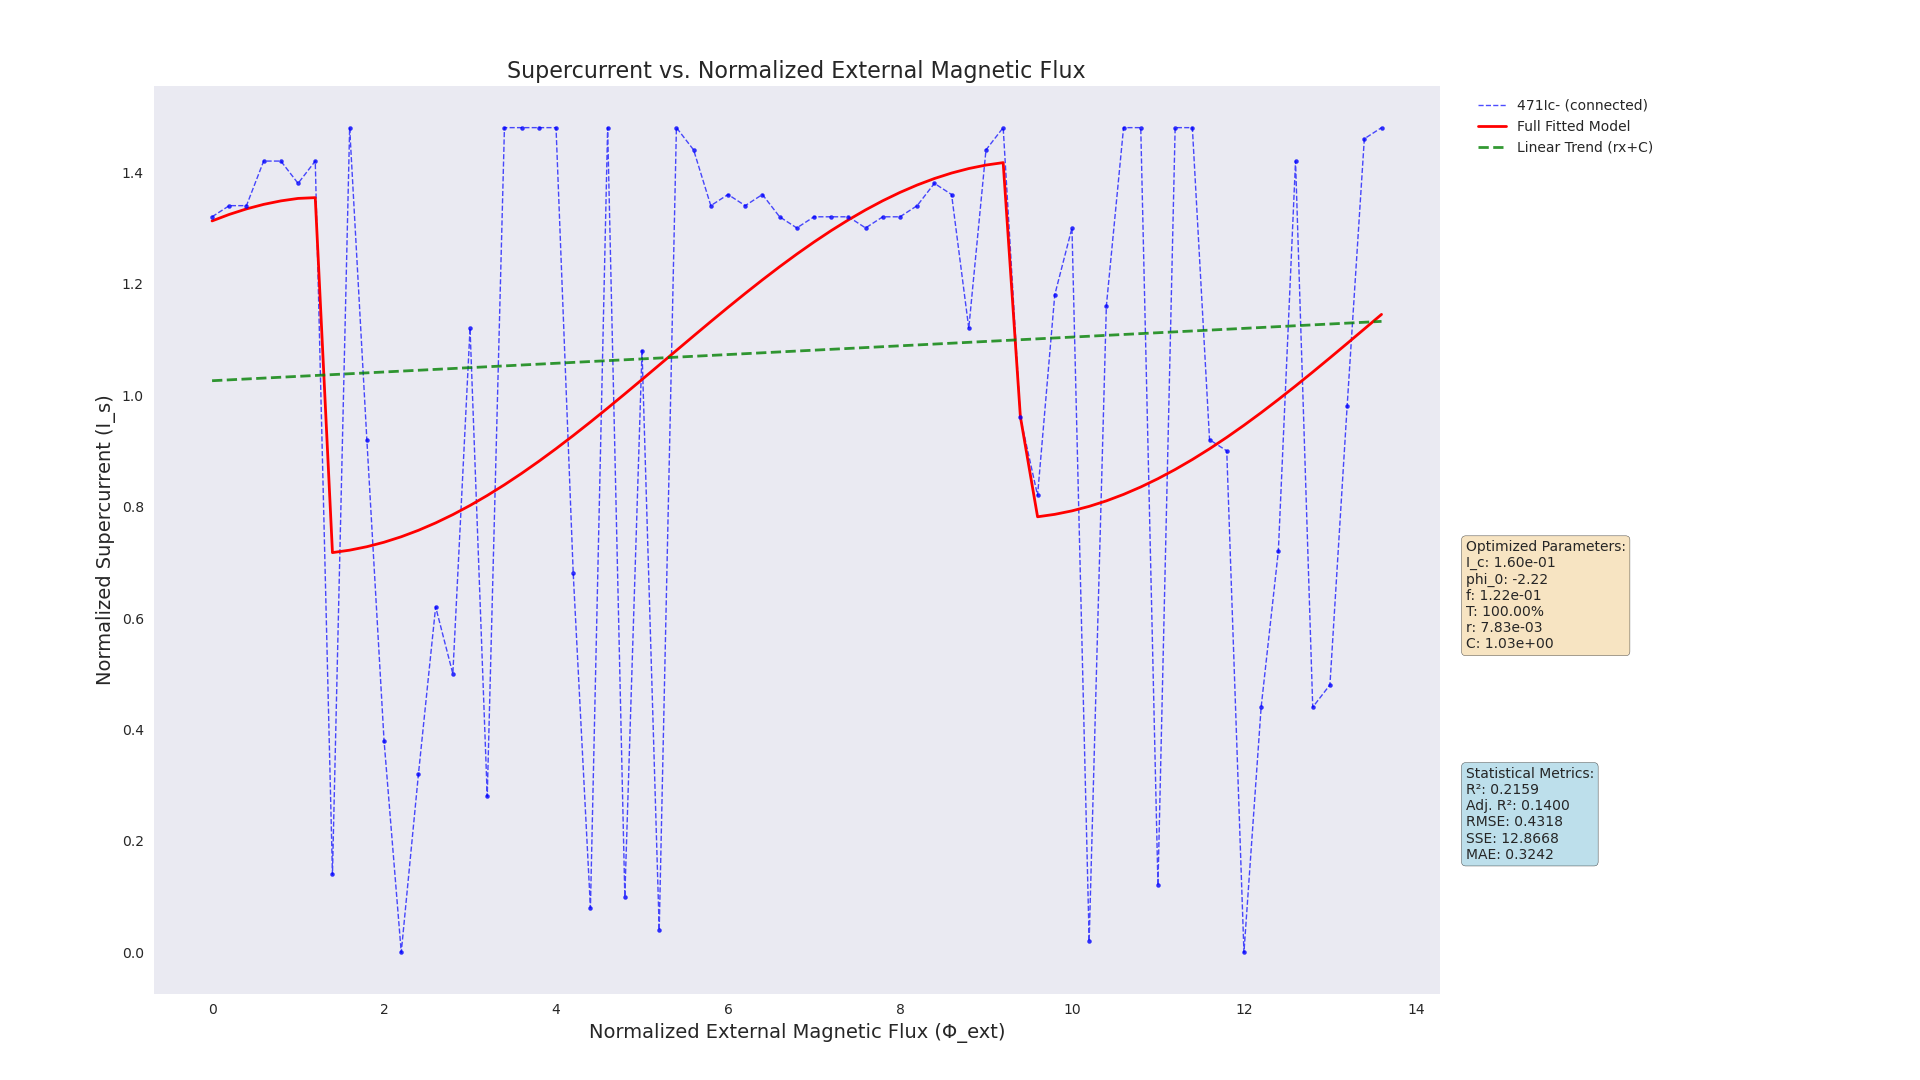 Supercurrent vs. Normalized External Magnetic Flux
Normalized Supercurrent (I_s)
1.4
1.2
1.0
0.8
0.6
0.4
0.2
0.0
0 2 4 6 8 10 12 14
Normalized External Magnetic Flux (Φ_ext)
471Ic- (connected)
Full Fitted Model
Linear Trend (rx+C)
Optimized Parameters:
I_c: 1.60e-01
phi_0: -2.22
f: 1.22e-01
T: 100.00%
r: 7.83e-03
C: 1.03e+00
Statistical Metrics:
R²: 0.2159
Adj. R²: 0.1400
RMSE: 0.4318
SSE: 12.8668
MAE: 0.3242